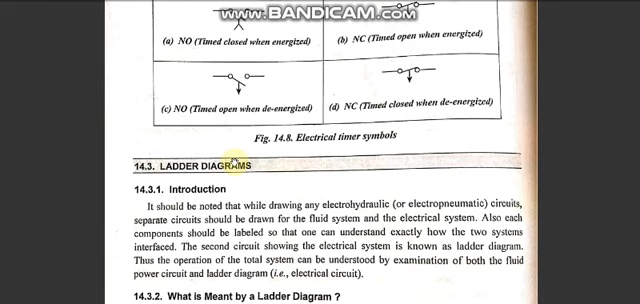 www.BANDICAM.COM
(a) NO (Timed closed when energized)
(b) NC (Timed open when energized)
(c) NO (Timed open when de-energized)
(d) NC (Timed closed when de-energized)
Fig. 14.8. Electrical timer symbols
14.3. LADDER DIAGRAMS
14.3.1. Introduction
It should be noted that while drawing any electrohydraulic (or electropneumatic) circuits,
separate circuits should be drawn for the fluid system and the electrical system. Also each
components should be labeled so that one can understand exactly how the two systems
interfaced. The second circuit showing the electrical system is known as ladder diagram.
Thus the operation of the total system can be understood by examination of both the fluid
power circuit and ladder diagram (i.e., electrical circuit).
14.3.2. What is Meant by a Ladder Diagram ?